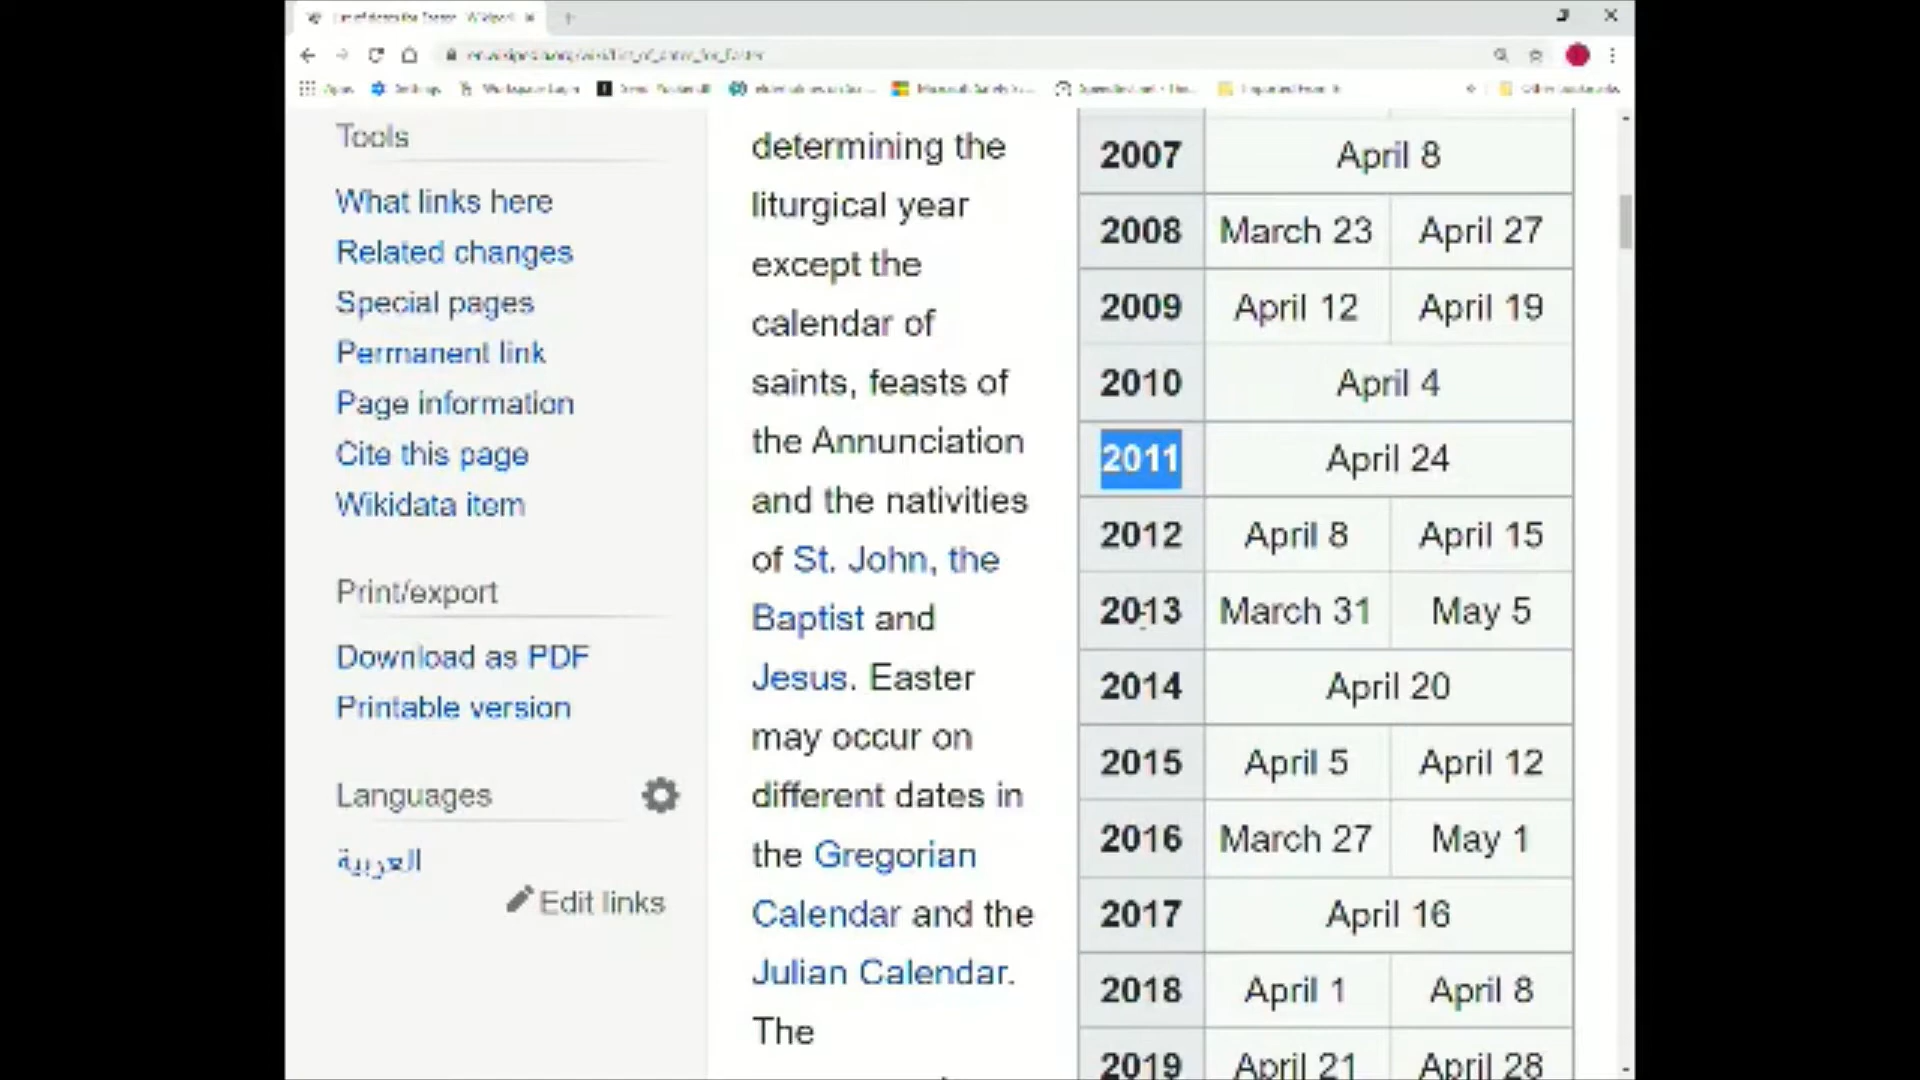 Apps
Tools
What links here
Related changes
Special pages
Permanent link
Page information
Cite this page
Wikidata item
Print/export
Download as PDF
Printable version
Languages
العربية
Edit links
determining the
liturgical year
except the
calendar of
saints, feasts of
the Annunciation
and the nativities
of St. John, the
Baptist and
Jesus. Easter
may occur on
different dates in
the Gregorian
Calendar and the
Julian Calendar.
The
2007 April 8
2008 March 23 April 27
2009 April 12 April 19
2010 April 4
2011 April 24
2012 April 8 April 15
2013 March 31 May 5
2014 April 20
2015 April 5 April 12
2016 March 27 May 1
2017 April 16
2018 April 1 April 8
2019 April 21 April 28